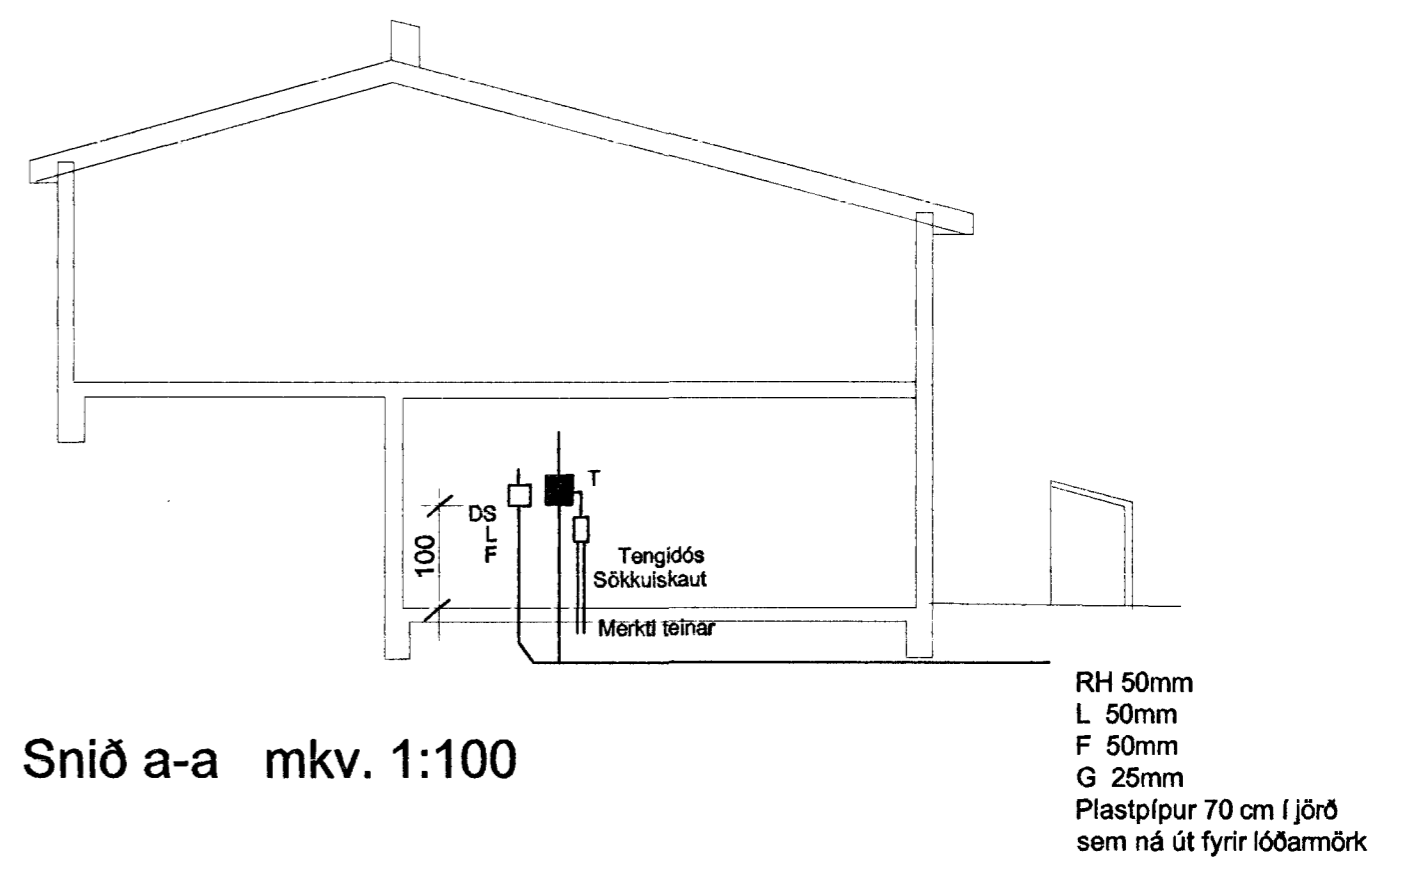 T
DS
L
F
100
Tengidós
Sökkuiskaut
Merkti teinar
RH 50mm
L 50mm
F 50mm
G 25mm
Plastpípur 70 cm í jörð
sem ná út fyrir lóðarmörk
Snið a-a mkv. 1:100